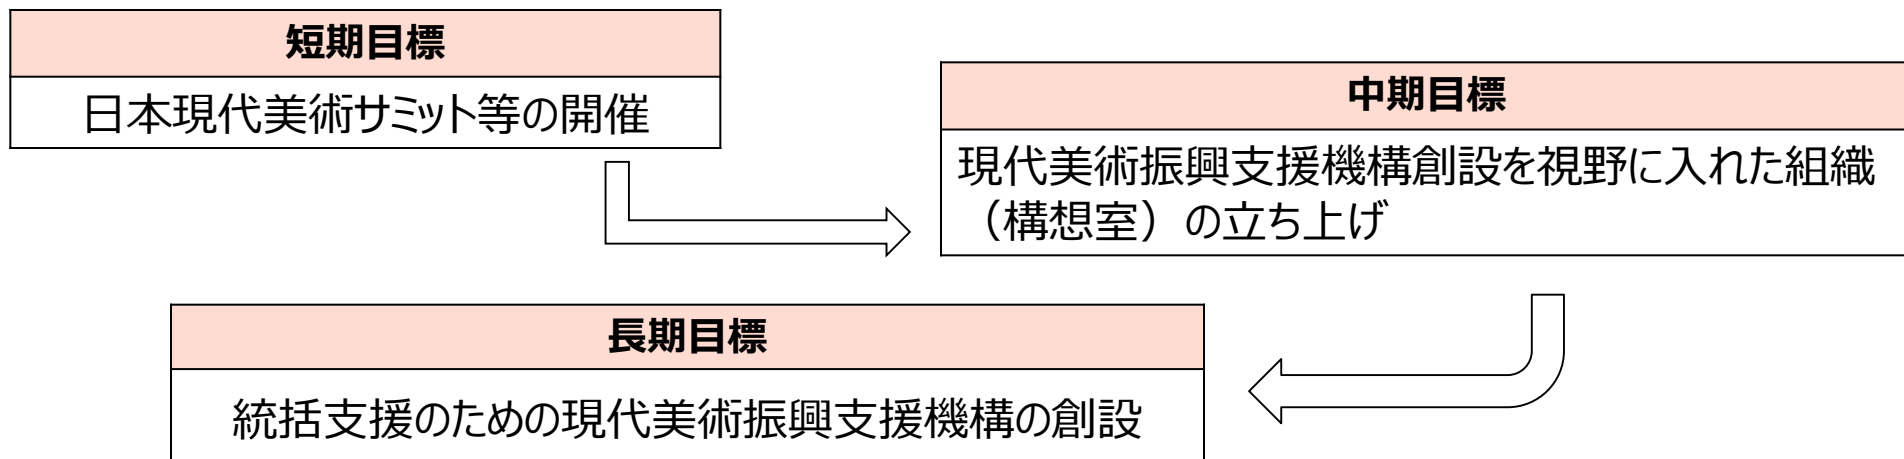 短期目標
日本現代美術サミット等の開催
中期目標
現代美術振興支援機構創設を視野に入れた組織
（構想室）の立ち上げ
長期目標
統括支援のための現代美術振興支援機構の創設